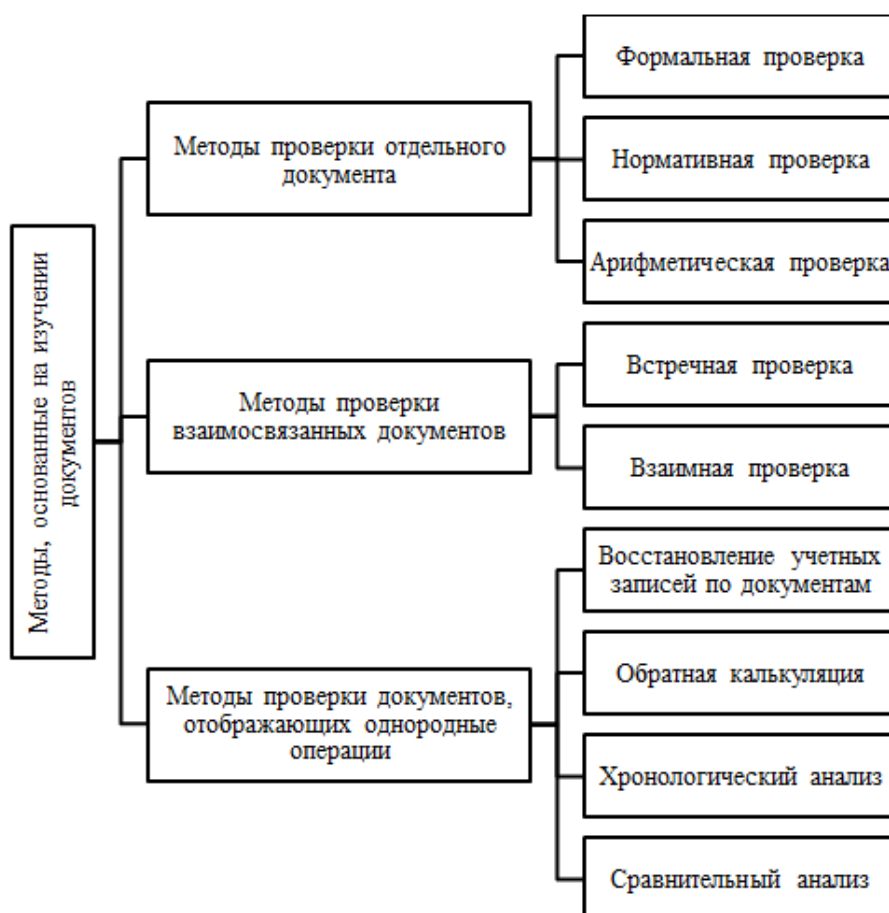 Методы, основанные на изучении
документов
Методы проверки отдельного
документа
Формальная проверка
Нормативная проверка
Арифметическая проверка
Методы проверки
взаимосвязанных документов
Встречная проверка
Взаимная проверка
Методы проверки документов,
отображающих однородные
операции
Восстановление учетных
записей по документам
Обратная калькуляция
Хронологический анализ
Сравнительный анализ